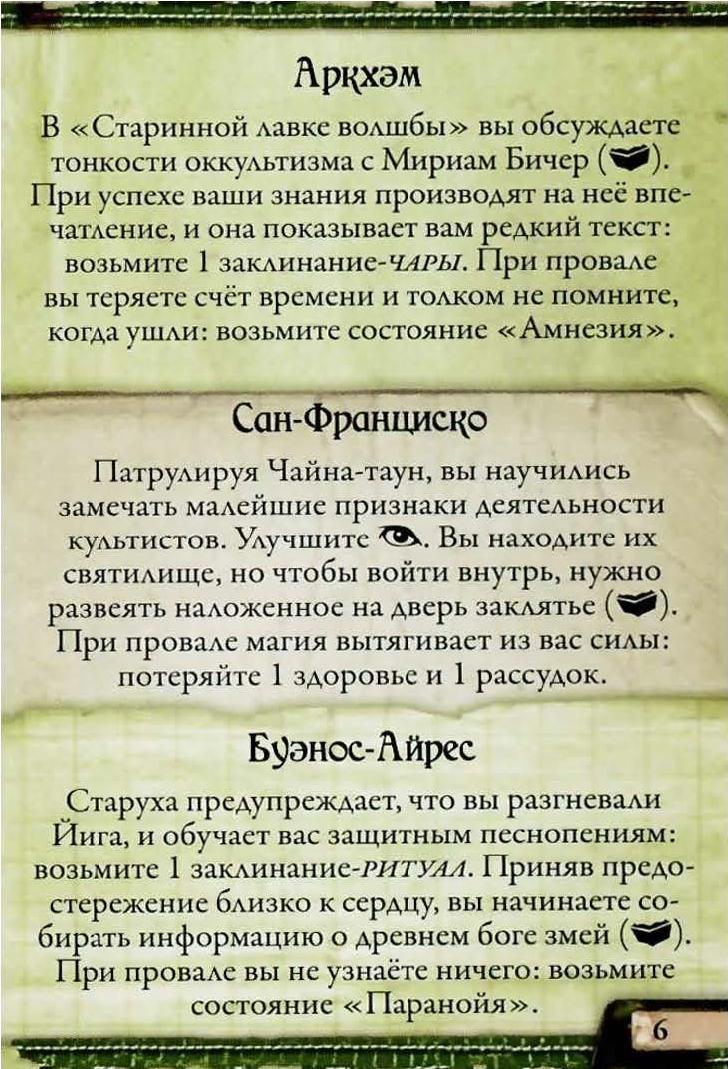 Аркхэм
В «Старинной лавке волшбы» вы обсуждаете
тонкости оккультизма с Мириам Бичер ( ).
При успехе ваши знания производят на неё впе-
чатление, и она показывает вам редкий текст:
возьмите 1 заклинание-ЧАРЫ. При провале
вы теряете счёт времени и толком не помните,
когда ушли: возьмите состояние «Амнезия».
Сан-Франциско
Патрулируя Чайна-таун, вы научились
замечать малейшие признаки деятельности
культистов. Улучшите . Вы находите их
святилище, но чтобы войти внутрь, нужно
развеять наложенное на дверь заклятье ( ).
При провале магия вытягивает из вас силы:
потеряйте 1 здоровье и 1 рассудок.
Буэнос-Айрес
Старуха предупреждает, что вы разгневали
Йига, и обучает вас защитным песнопениям:
возьмите 1 заклинание-РИТУАЛ. Приняв предо-
стережение близко к сердцу, вы начинаете со-
бирать информацию о древнем боге змей ( ).
При провале вы не узнаёте ничего: возьмите
состояние «Паранойя».
6